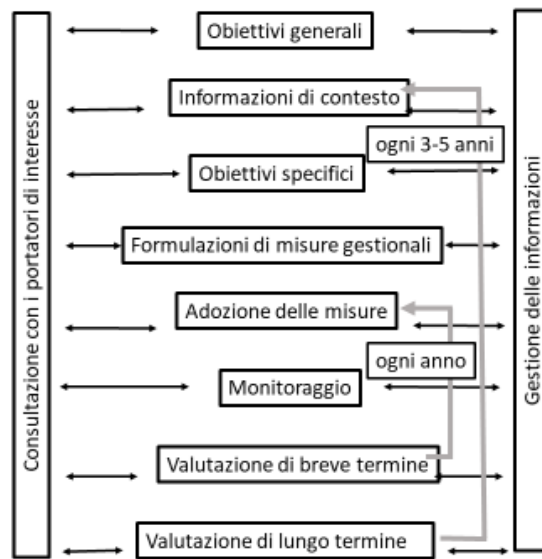 Consultazione con i portatori di interesse
Obiettivi generali
Informazioni di contesto
ogni 3-5 anni
Obiettivi specifici
Formulazioni di misure gestionali
Adozione delle misure
ogni anno
Monitoraggio
Valutazione di breve termine
Valutazione di lungo termine
Gestione delle informazioni